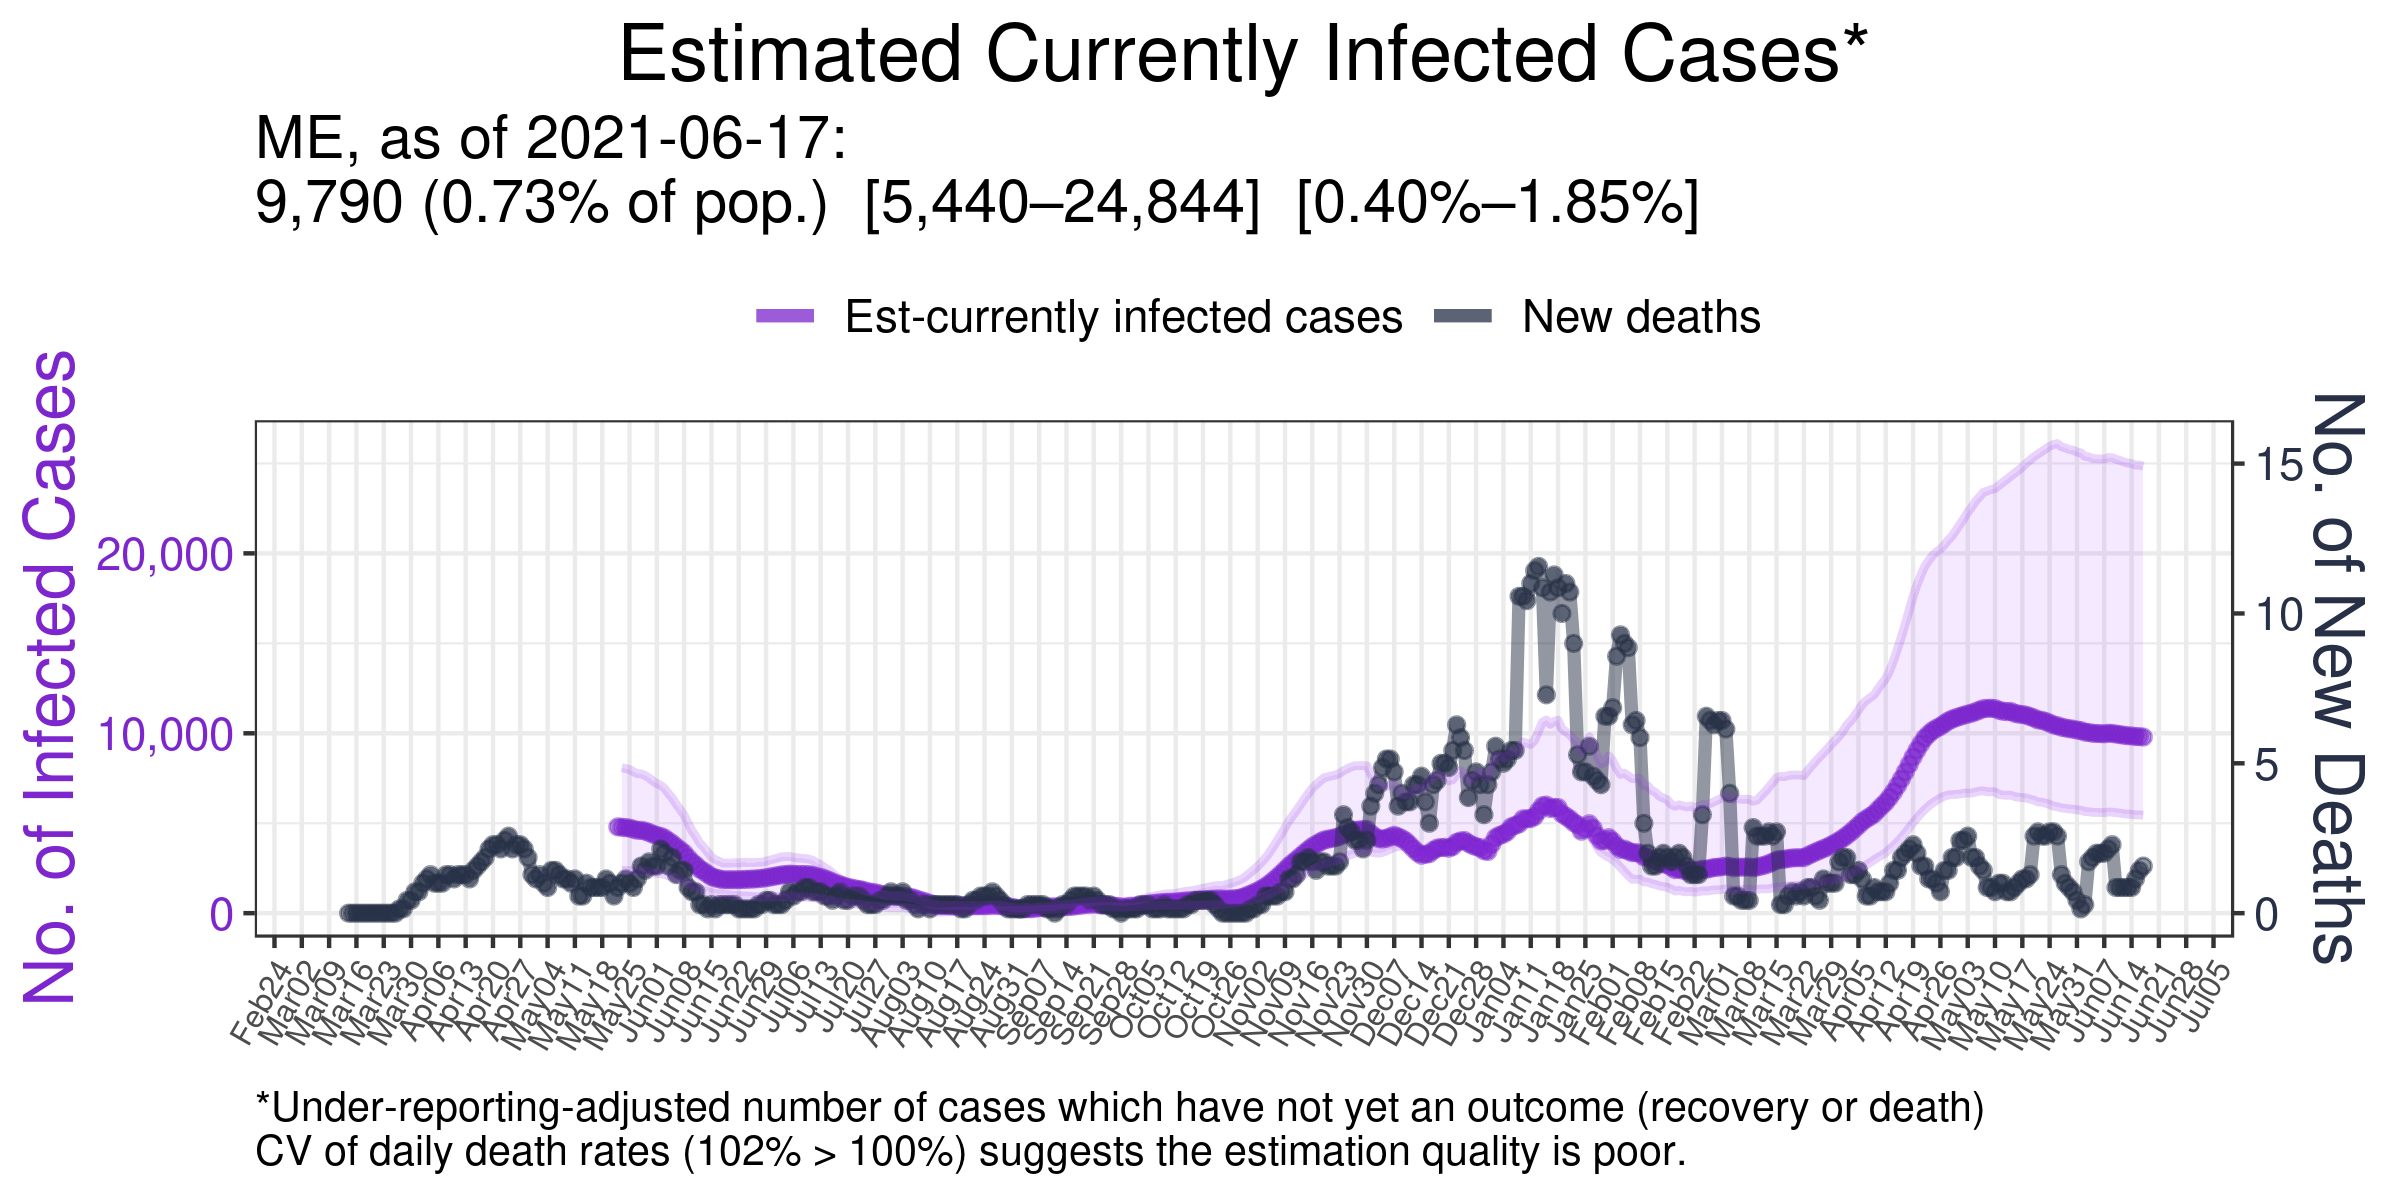 Estimated Currently Infected Cases*
ME, as of 2021-06-17:
9,790 (0.73% of pop.) [5,440–24,844] [0.40%–1.85%]
Est-currently infected cases
New deaths
No. of Infected Cases
20,000
10,000
0
15
10
5
0
No. of New Deaths
Feb24
Mar02
Mar09
Mar16
Mar23
Mar30
Apr06
Apr13
Apr20
Apr27
May04
May11
May18
May25
Jun01
Jun08
Jun15
Jun22
Jun29
Jul06
Jul13
Jul20
Jul27
Aug03
Aug10
Aug17
Aug24
Aug31
Sep07
Sep14
Sep21
Sep28
Oct05
Oct12
Oct19
Oct26
Nov02
Nov09
Nov16
Nov23
Nov30
Dec07
Dec14
Dec21
Dec28
Jan04
Jan11
Jan18
Jan25
Feb01
Feb08
Feb15
Feb22
Mar01
Mar08
Mar15
Mar22
Mar29
Apr05
Apr12
Apr19
Apr26
May03
May10
May17
May24
May31
Jun07
Jun14
Jun21
Jun28
Jul05
*Under-reporting-adjusted number of cases which have not yet an outcome (recovery or death)
CV of daily death rates (102% > 100%) suggests the estimation quality is poor.